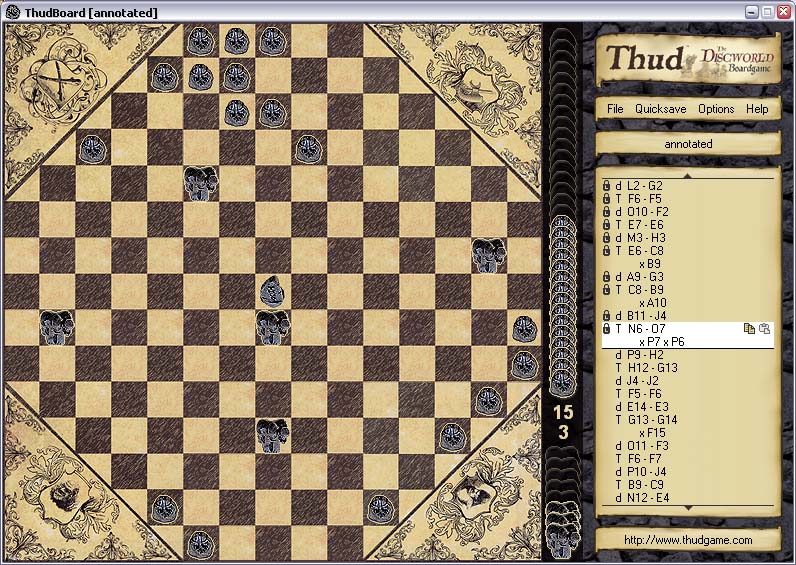 ThudBoard [annotated]
Thud The DISCWORLD Boardgame
File Quicksave Options Help
annotated
d L2 - G2
T F6 - F5
d O10 - F2
T E7 - E6
d M3 - H3
T E6 - C8
x B9
d A9 - G3
T C8 - B9
x A10
d B11 - J4
T N6 - O7
x P7 x P6
d P9 - H2
T H12 - G13
d J4 - J2
T F5 - F6
d E14 - E3
T G13 - G14
x F15
d O11 - F3
T F6 - F7
d P10 - J4
T B9 - C9
d N12 - E4
15
3
http://www.thudgame.com